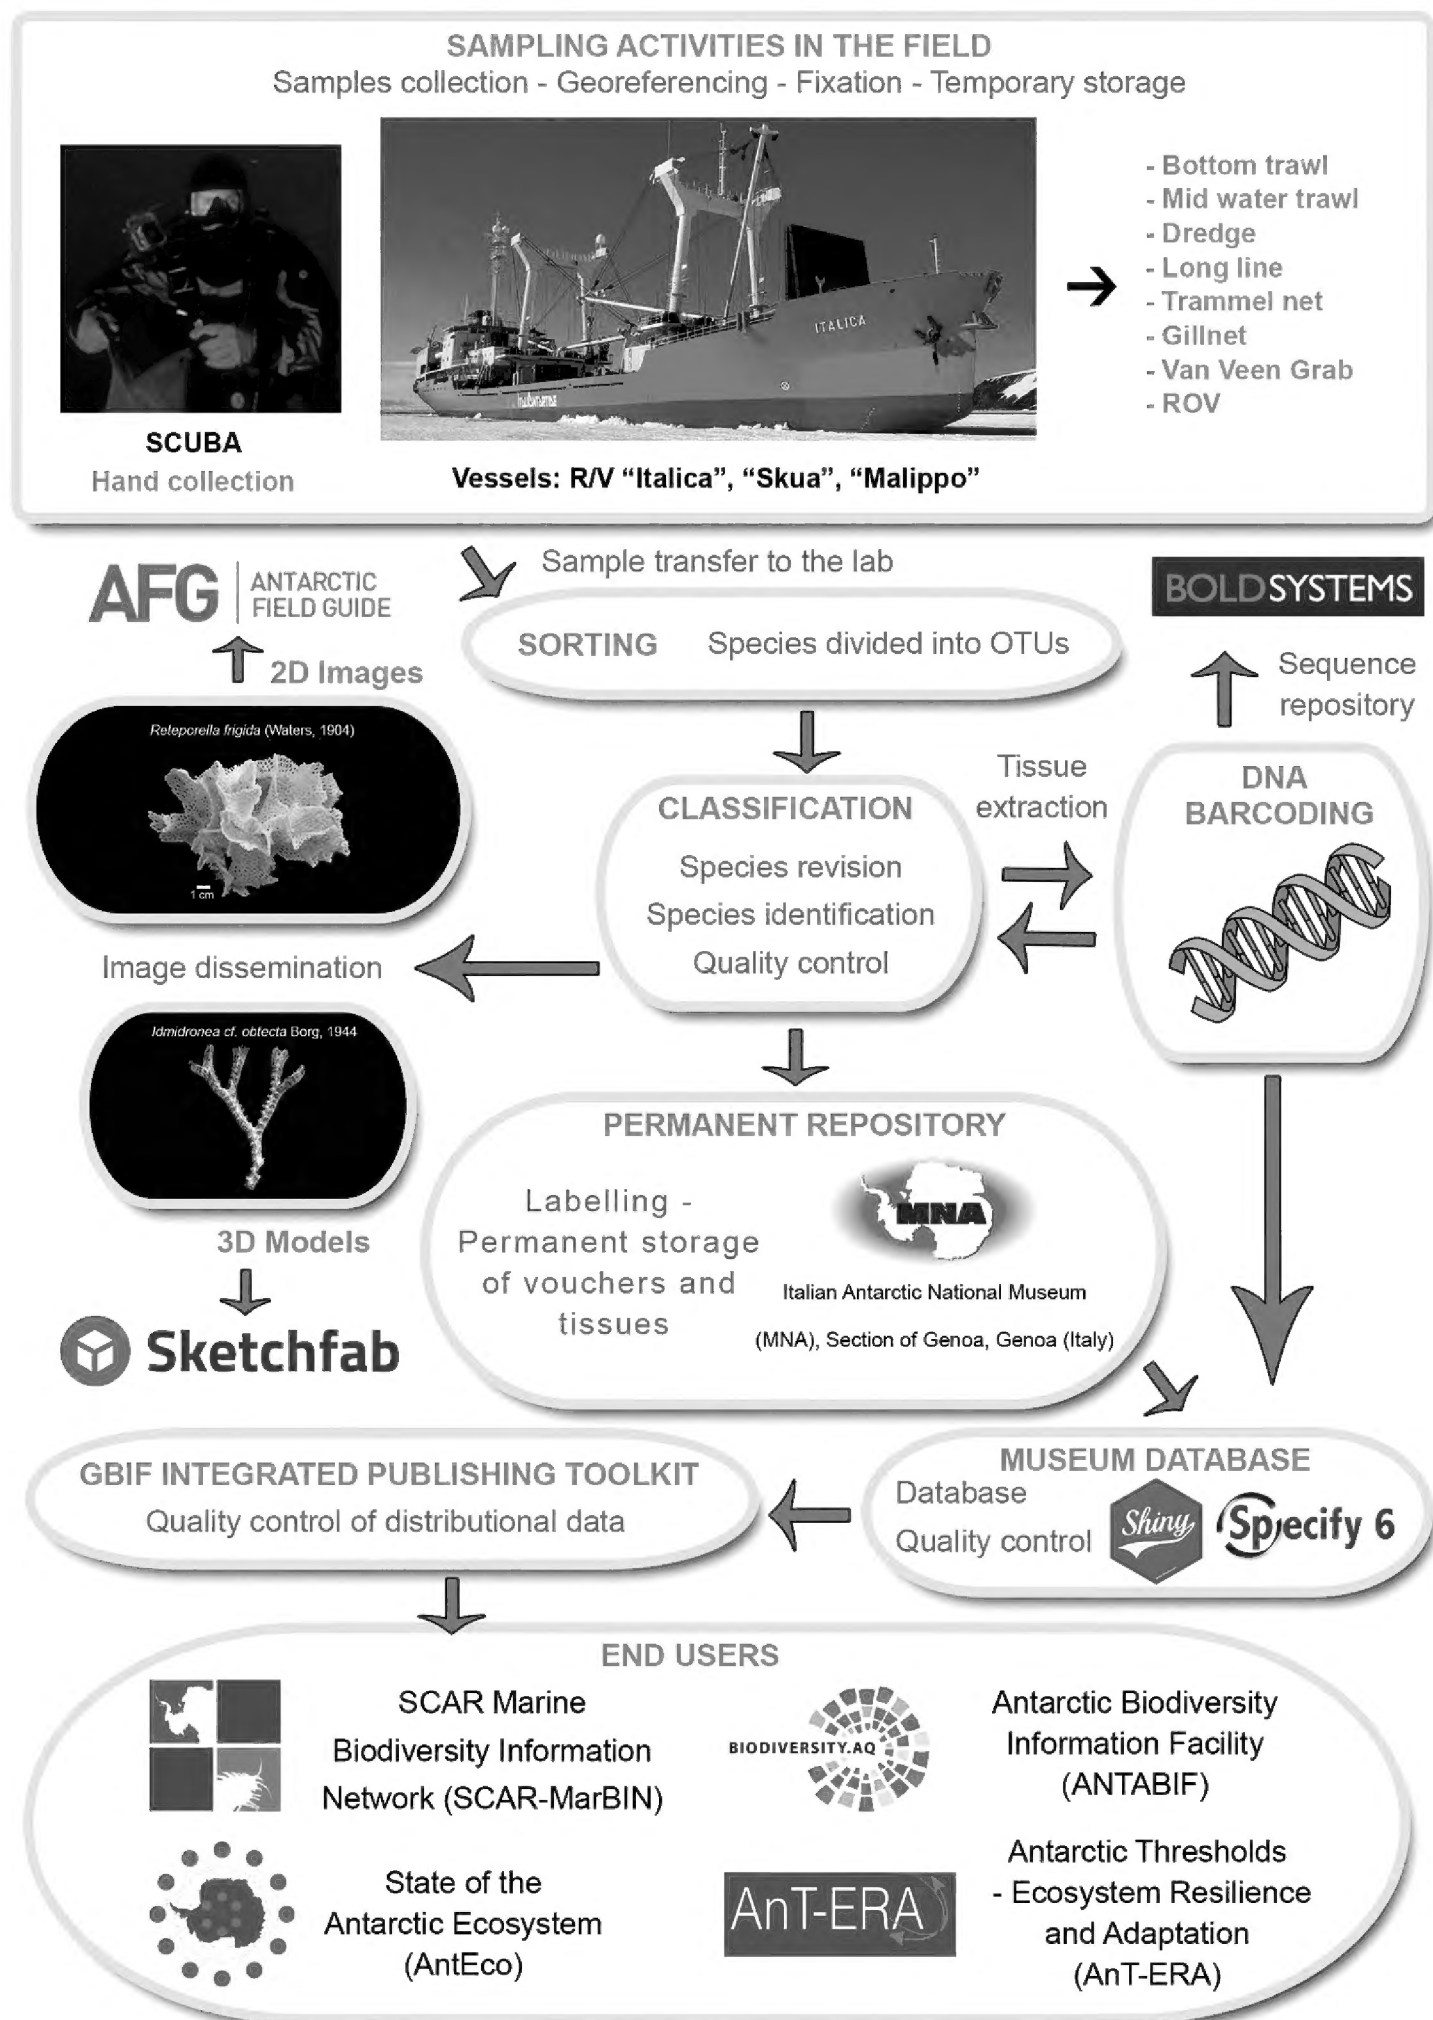 SAMPLING ACTIVITIES IN THE FIELD
Samples collection - Georeferencing - Fixation - Temporary storage
- Bottom trawl
- Mid water trawl
- Dredge
- Long line
- Trammel net
- Gillnet
- Van Veen Grab
- ROV
ITALICA
SCUBA
Hand collection
Vessels: R/V “Italica”, “Skua”, “Malippo”
Sample transfer to the lab
AFG
ANTARCTIC
FIELD GUIDE
BOLDSYSTEMS
SORTING Species divided into OTUs
2D Images
Sequence
repository
Reteporella frigida (Waters, 1904)
1 cm
CLASSIFICATION
Species revision
Species identification
Quality control
Tissue
extraction
DNA
BARCODING
Image dissemination
Idmidronea cf. obtecta Borg, 1944
3D Models
Sketchfab
PERMANENT REPOSITORY
Labelling -
Permanent storage
of vouchers and
tissues
MNA
Italian Antarctic National Museum
(MNA), Section of Genoa, Genoa (Italy)
GBIF INTEGRATED PUBLISHING TOOLKIT
Quality control of distributional data
MUSEUM DATABASE
Database
Quality control
Shiny
Specify 6
END USERS
SCAR Marine
Biodiversity Information
Network (SCAR-MarBIN)
BIODIVERSITY.AQ
Antarctic Biodiversity
Information Facility
(ANTABIF)
State of the
Antarctic Ecosystem
(AntEco)
AnT-ERA
Antarctic Thresholds
- Ecosystem Resilience
and Adaptation
(AnT-ERA)